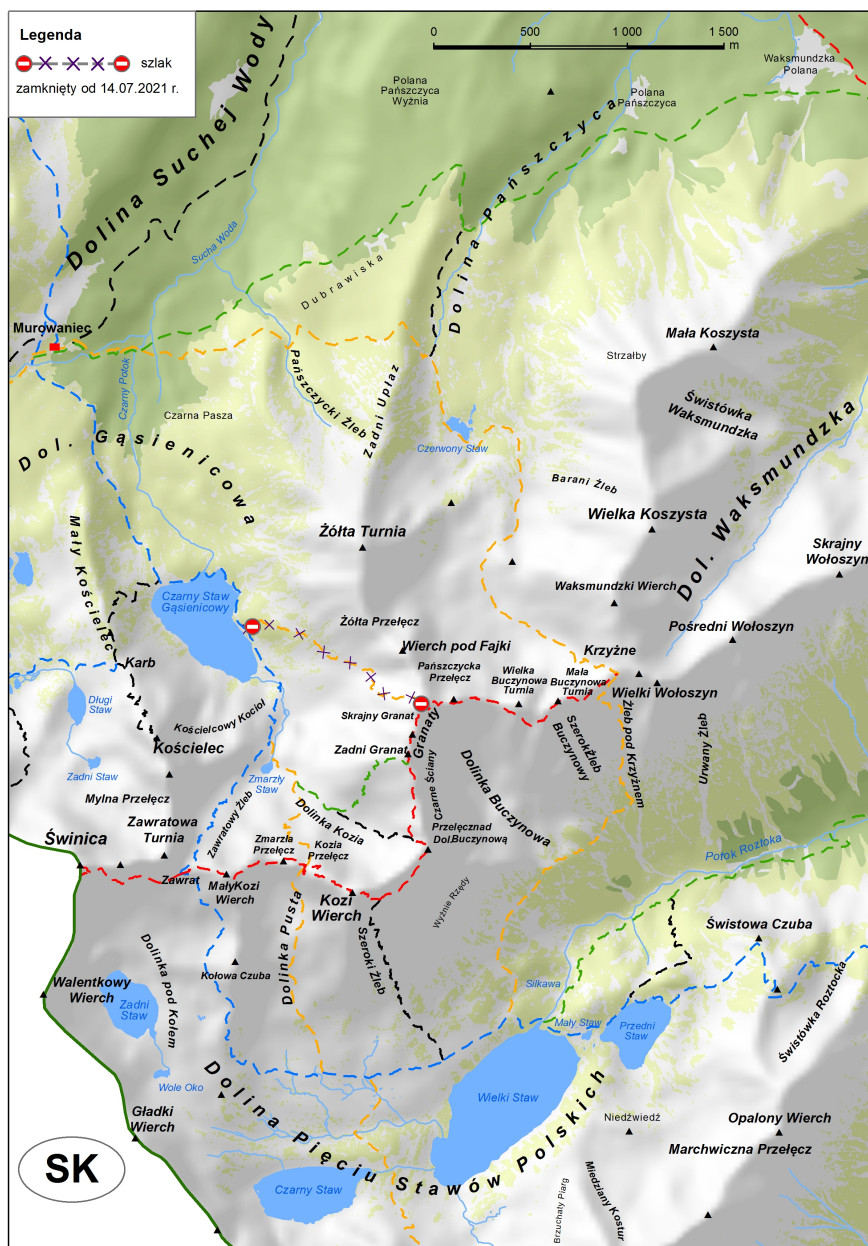 Legenda
szlak
zamknięty od 14.07.2021 r.
0 500 1 000 1 500
m
Waksmundzka
Polana
Polana
Pańszczyca
Wyżnia
Polana
Pańszczyca
Dolina Suchej Wody
Dolina Pańszczyca
Sucha Woda
Dubrawiska
Murowaniec
Mała Koszysta
Strzałby
Czarny Potok
Pańszczycki Żleb
Zadni Upłaz
Świstówka
Waksmundzka
Czarna Pasza
Dol. Gąsienicowa
Czerwony Staw
Dol. Waksmundzka
Barani Żleb
Wielka Koszysta
Mały Kościelec
Żółta Turnia
Skrajny
Wołoszyn
Waksmundzki Wierch
Czarny Staw
Gąsienicowy
Żółta Przełęcz
Pośredni Wołoszyn
Wierch pod Fajki
Krzyżne
Karb
Pańszczycka
Przełęcz
Wielka
Buczynowa
Turnia
Mała
Buczynowa
Turnia
Wielki Wołoszyn
Długi
Staw
Skrajny Granat
Granaty
Kościelcowy Kocioł
Kościelec
Zadni Granat
Szeroki Żleb
Buczynowy
Żleb pod Krzyżnem
Urwany Żleb
Zadni Staw
Zmarzły
Staw
Czarne Ściany
Dolinka Buczynowa
Mylna Przełęcz
Zawratowy Żleb
Dolinka Kozia
Zawratowa
Turnia
Świnica
Zmarzła
Przełęcz
Kozia
Przełęcz
Przełęcz nad
Dol. Buczynową
Potok Roztoka
Zawrat
Mały Kozi
Wierch
Kozi
Wierch
Wyżnie Rzędy
Dolinka Pusta
Szeroki Żleb
Świstowa Czuba
Dolinka pod Kołem
Kołowa Czuba
Walentkowy
Wierch
Zadni
Staw
Siklawa
Świstówka Roztocka
Mały Staw
Przedni
Staw
Wole Oko
Dolina Pięciu Stawów Polskich
Wielki Staw
Gładki
Wierch
Niedźwiedź
Opalony Wierch
Marchwiczna Przełęcz
SK
Czarny Staw
Brzuchaty Piarg
Miedziany Kostur